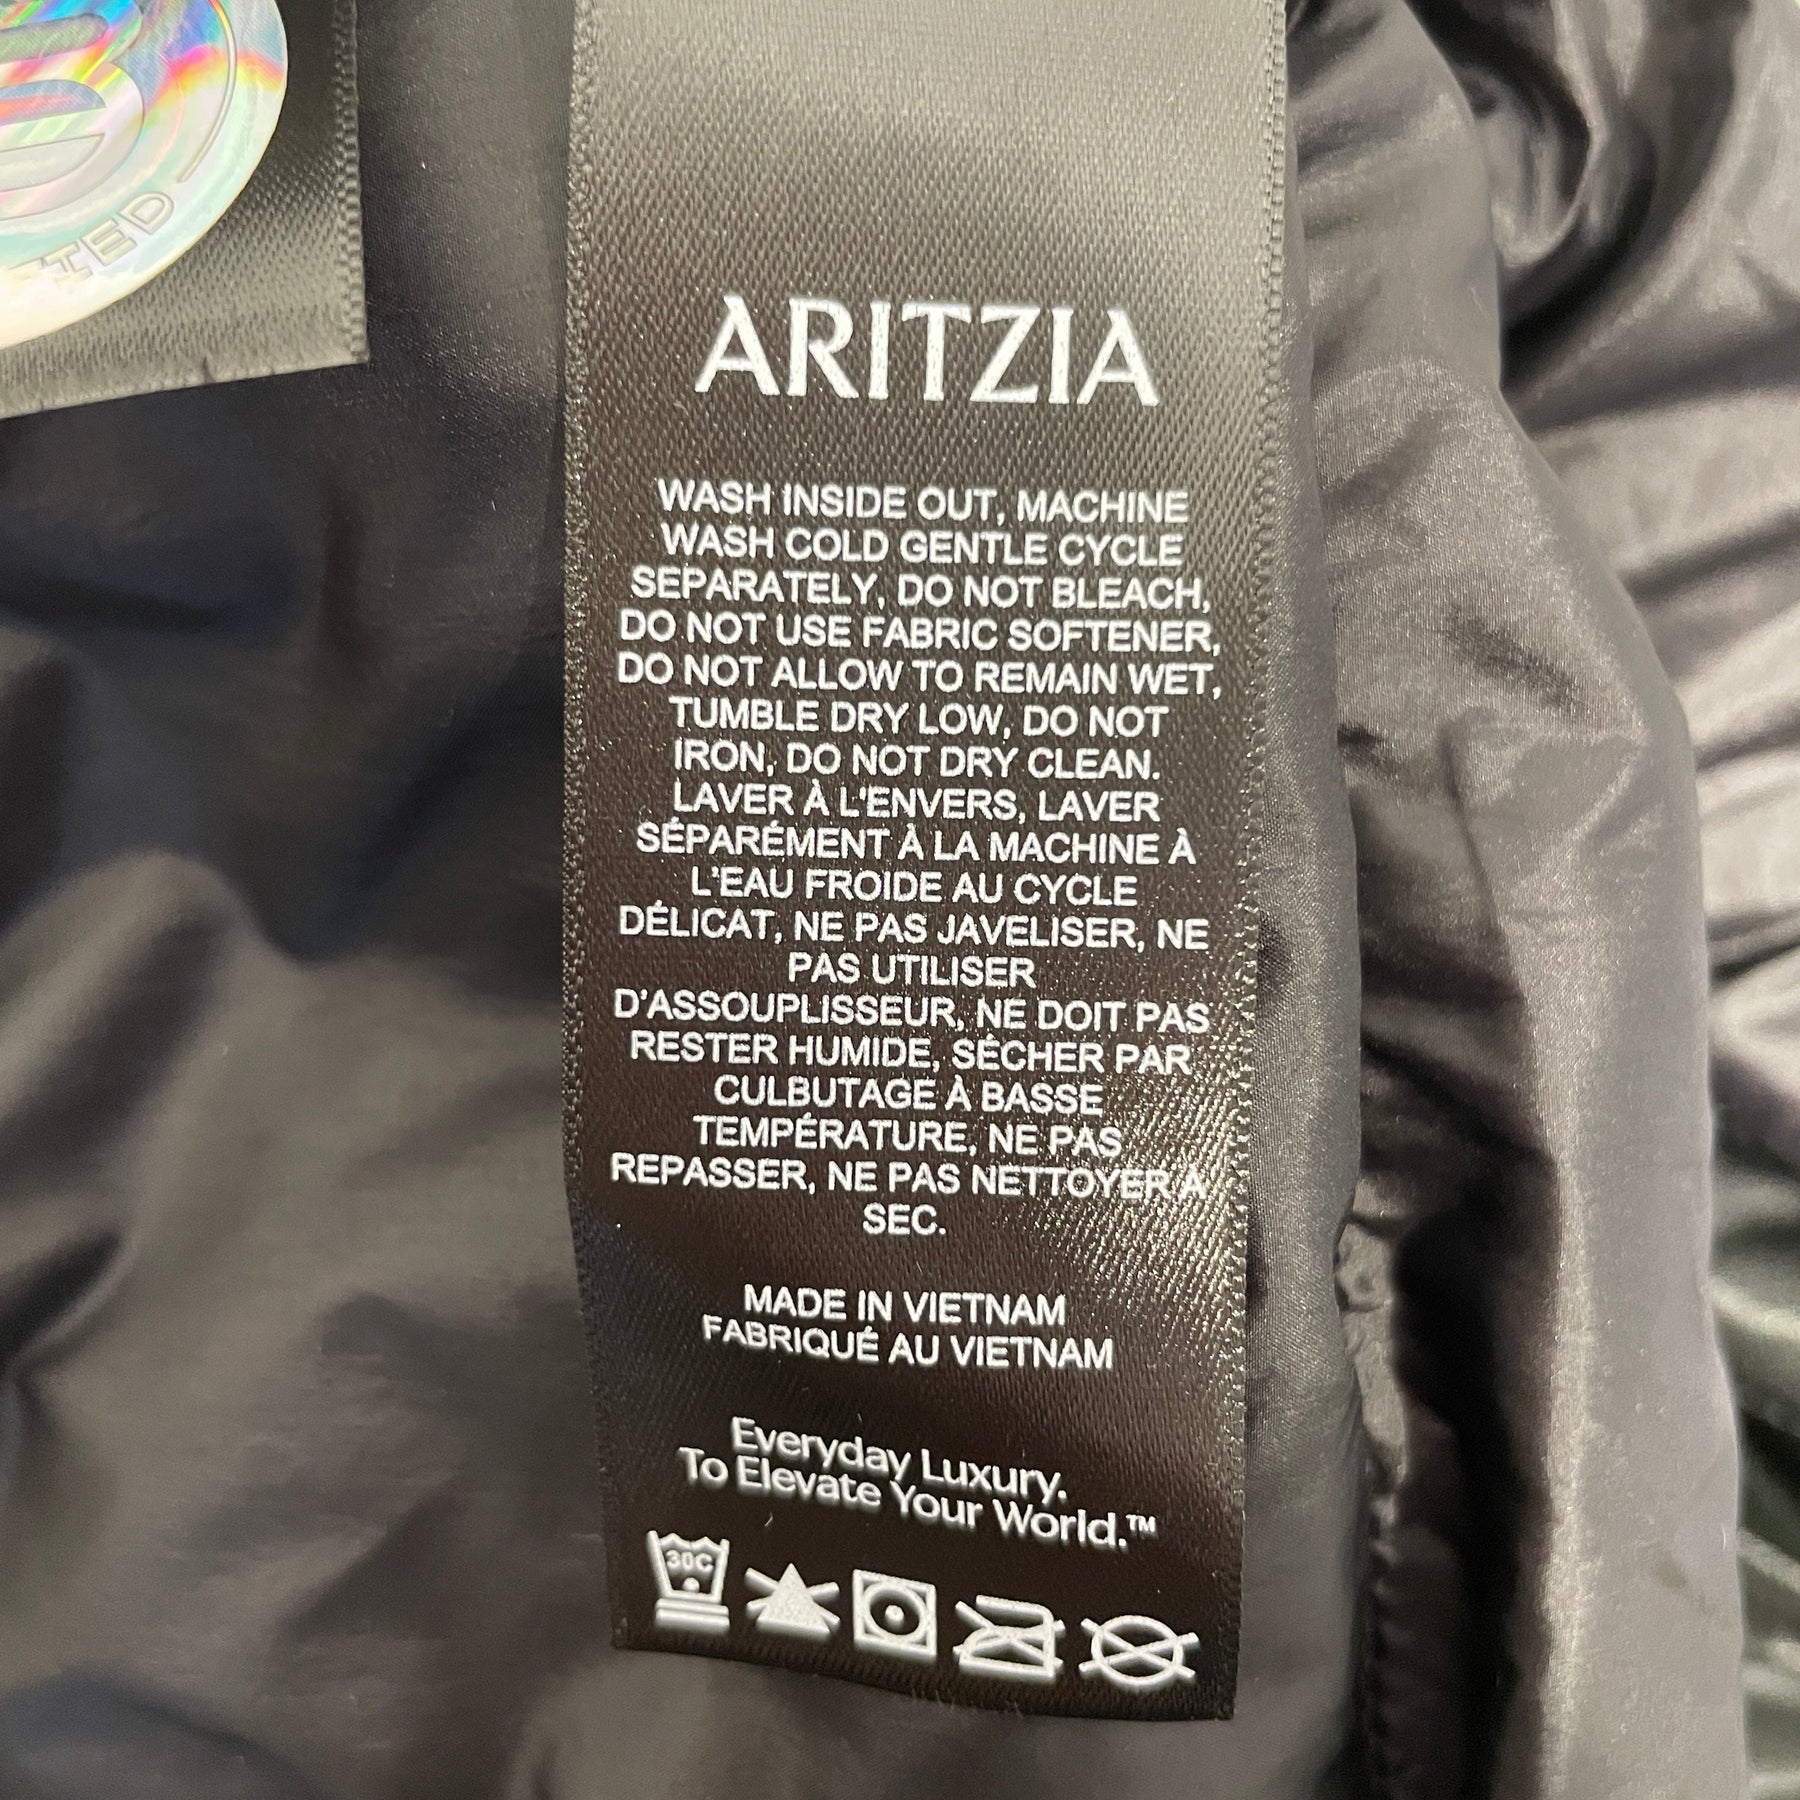 ARITZIA
WASH INSIDE OUT, MACHINE
WASH COLD GENTLE CYCLE
SEPARATELY, DO NOT BLEACH,
DO NOT USE FABRIC SOFTENER,
DO NOT ALLOW TO REMAIN WET,
TUMBLE DRY LOW, DO NOT
IRON, DO NOT DRY CLEAN.
LAVER À L'ENVERS, LAVER
SÉPARÉMENT À LA MACHINE À
L'EAU FROIDE AU CYCLE
DÉLICAT, NE PAS JAVELISER, NE
PAS UTILISER
D'ASSOUPLISSEUR, NE DOIT PAS
RESTER HUMIDE, SÉCHER PAR
CULBUTAGE À BASSE
TEMPÉRATURE, NE PAS
REPASSER, NE PAS NETTOYER À
SEC.
MADE IN VIETNAM
FABRIQUÉ AU VIETNAM
Everyday Luxury.
To Elevate Your World.™
30C